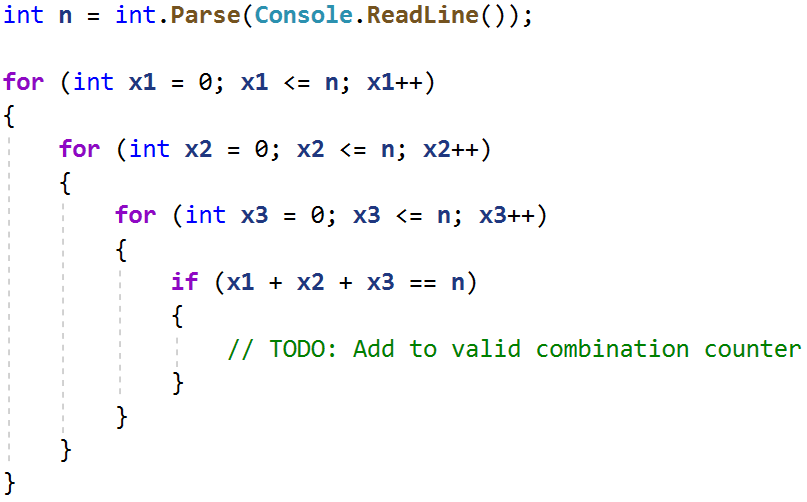 int n = int.Parse(Console.ReadLine());

for (int x1 = 0; x1 <= n; x1++)
{
    for (int x2 = 0; x2 <= n; x2++)
    {
        for (int x3 = 0; x3 <= n; x3++)
        {
            if (x1 + x2 + x3 == n)
            {
                // TODO: Add to valid combination counter
            }
        }
    }
}